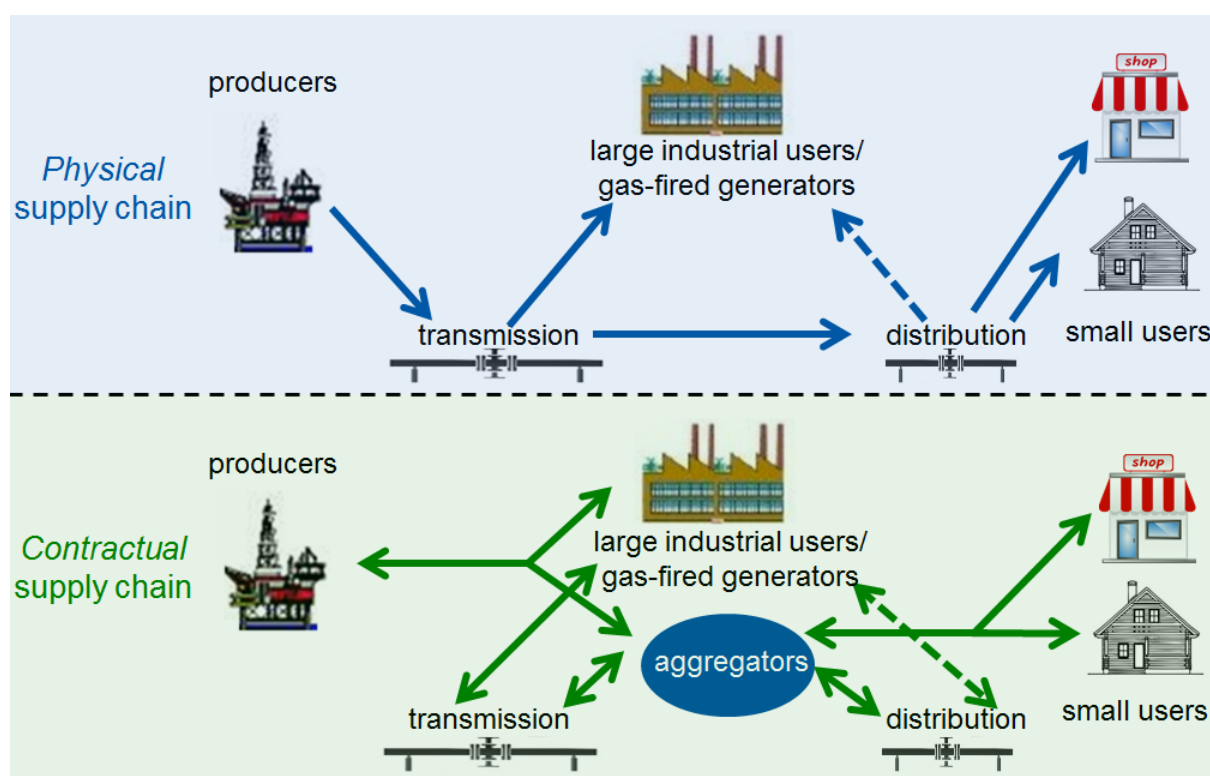 shop
producers
large industrial users/
gas-fired generators
Physical
supply chain
transmission
distribution
small users
shop
producers
large industrial users/
gas-fired generators
Contractual
supply chain
aggregators
transmission
distribution
small users